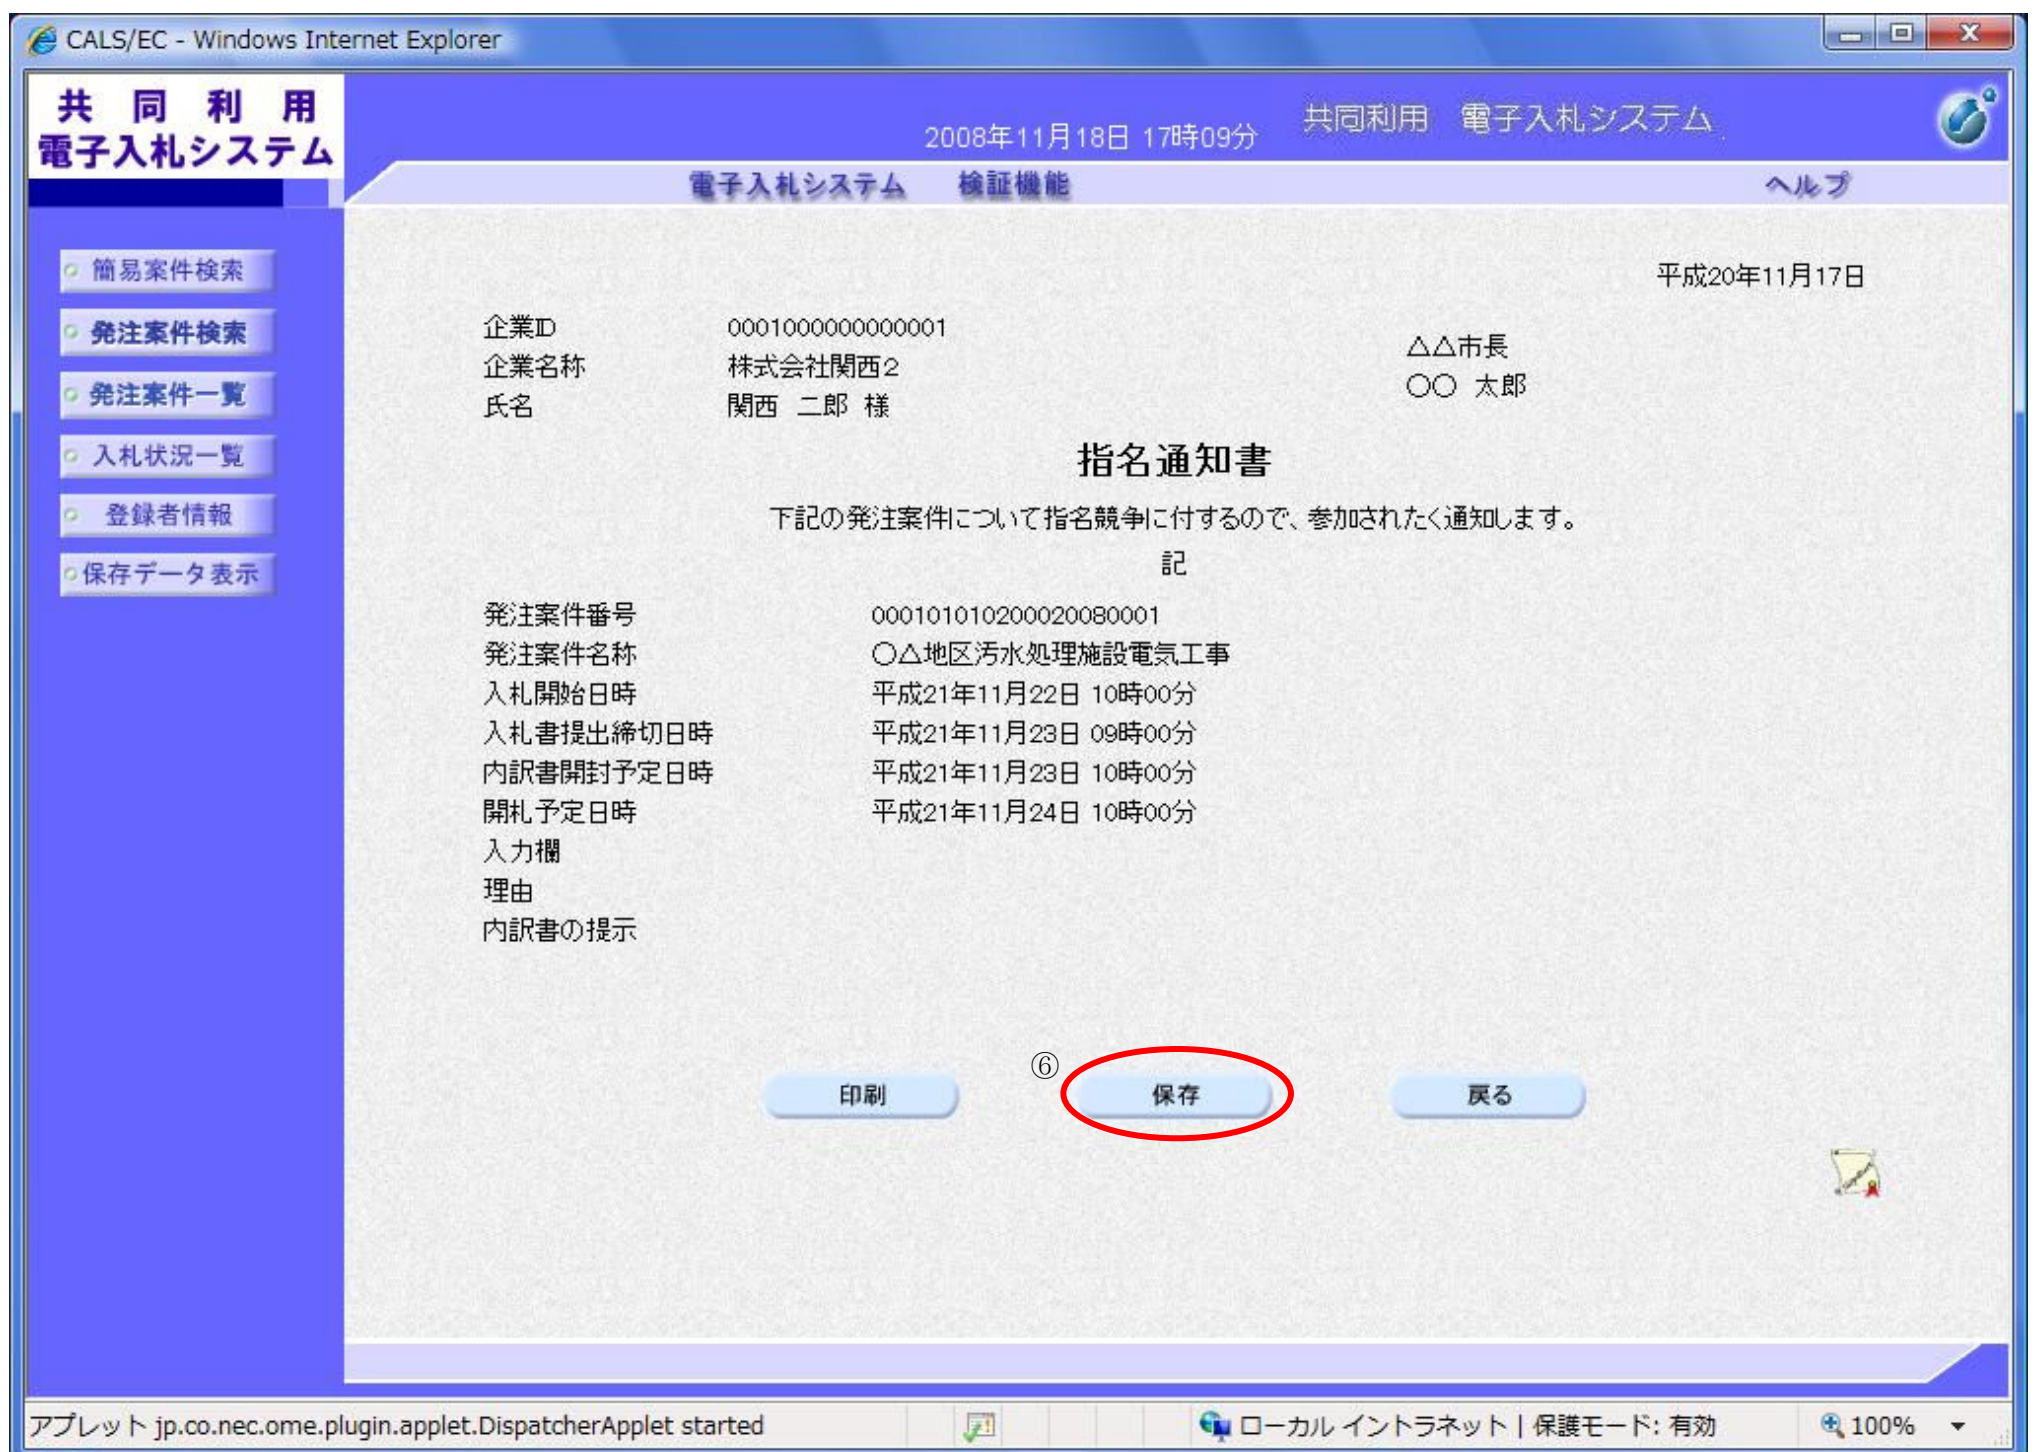 CALS/EC - Windows Internet Explorer
共 同 利 用
電子入札システム
2008年11月18日 17時09分
共同利用 電子入札システム
電子入札システム 検証機能 ヘルプ
簡易案件検索
発注案件検索
発注案件一覧
入札状況一覧
登録者情報
保存データ表示
平成20年11月17日
企業ID 0001000000000001
企業名称 株式会社関西2
氏名 関西 二郎 様
△△市長
〇〇 太郎
指名通知書
下記の発注案件について指名競争に付するので、参加されたく通知します。
記
発注案件番号 000101010200020080001
発注案件名称 〇△地区汚水処理施設電気工事
入札開始日時 平成21年11月22日 10時00分
入札書提出締切日時 平成21年11月23日 09時00分
内訳書開封予定日時 平成21年11月23日 10時00分
開札予定日時 平成21年11月24日 10時00分
入力欄
理由
内訳書の提示
⑥
印刷 保存 戻る
アプレット jp.co.nec.ome.plugin.applet.DispatcherApplet started
ローカル イントラネット | 保護モード: 有効
100%